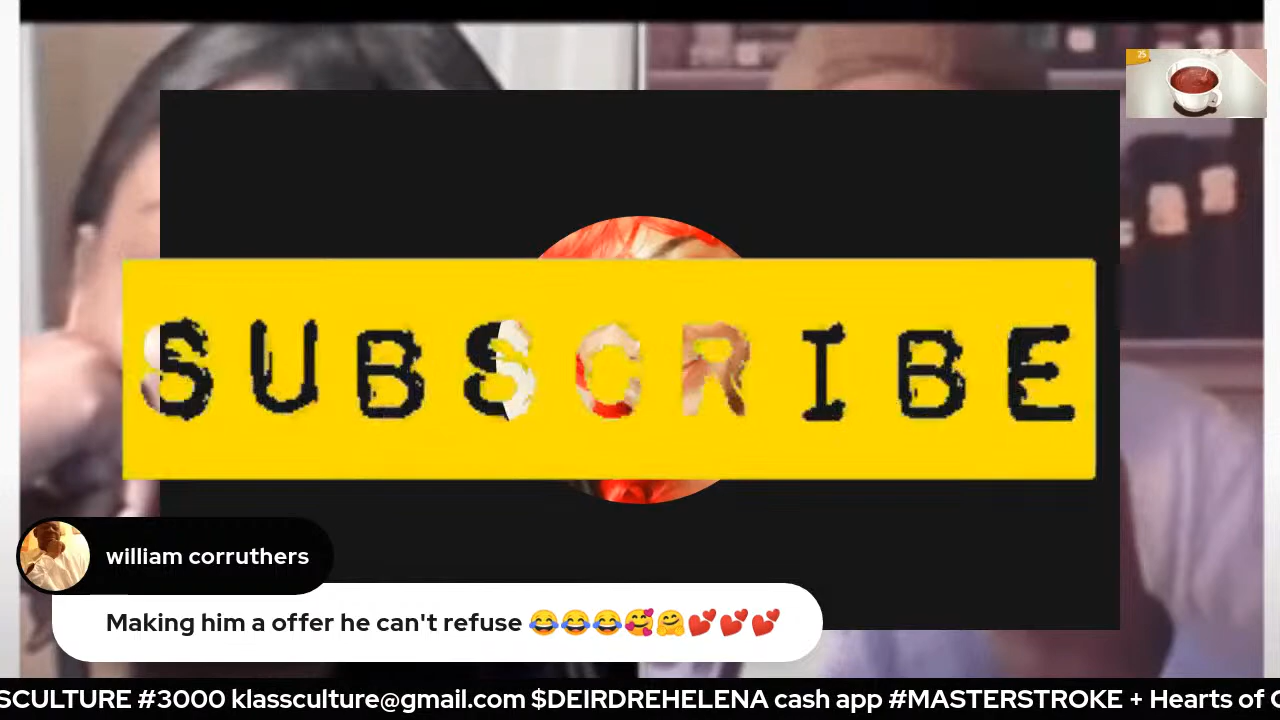 25
SUBSCRIBE
william corruthers
Making him a offer he can't refuse 😂😂😂🥰🤗💕💕💕
SCULTURE #3000 klassculture@gmail.com $DEIRDREHELENA cash app #MASTERSTROKE + Hearts of